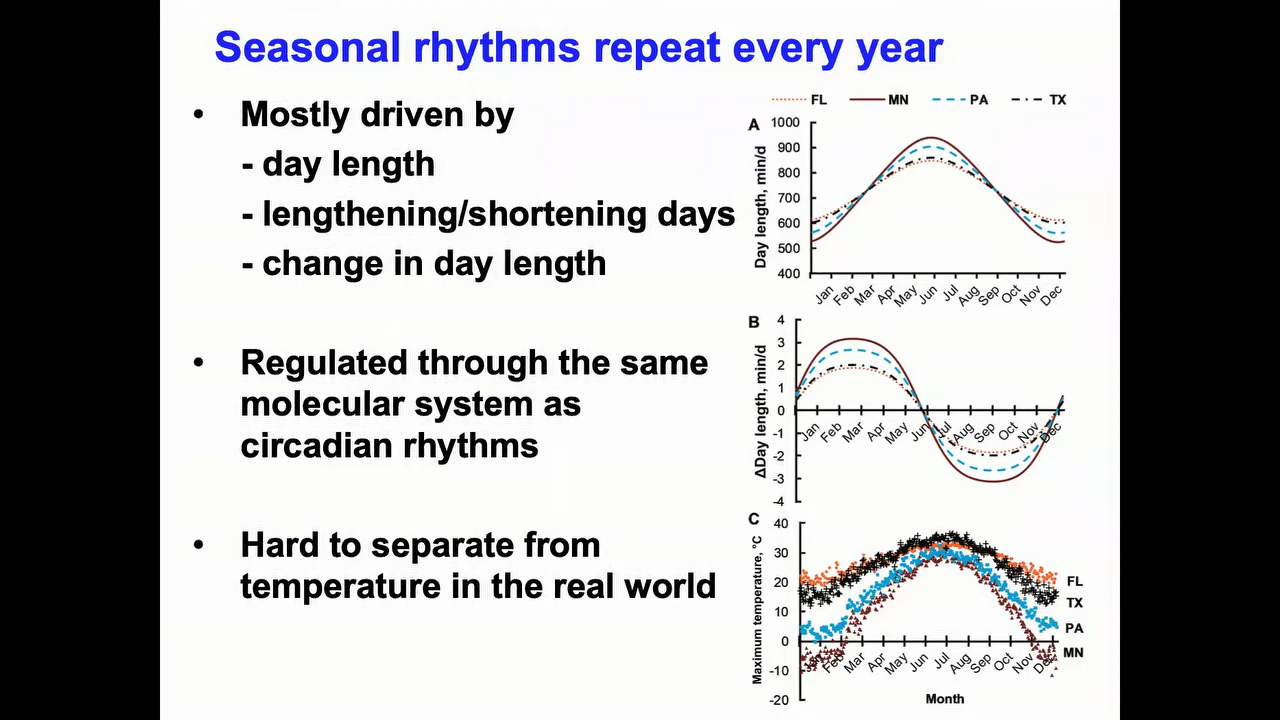 Seasonal rhythms repeat every year
• Mostly driven by
- day length
- lengthening/shortening days
- change in day length
• Regulated through the same
molecular system as
circadian rhythms
• Hard to separate from
temperature in the real world
FL MN PA TX
A
Day length, min/d
1000
900
800
700
600
500
400
Jan Feb Mar Apr May Jun Jul Aug Sep Oct Nov Dec
B
ΔDay length, min/d
4
3
2
1
0
-1
-2
-3
-4
Jan Feb Mar Apr May Jun Jul Aug Sep Oct Nov Dec
C
Maximum temperature, °C
40
30
20
10
0
-10
-20
Jan Feb Mar Apr May Jun Jul Aug Sep Oct Nov Dec
FL
TX
PA
MN
Month